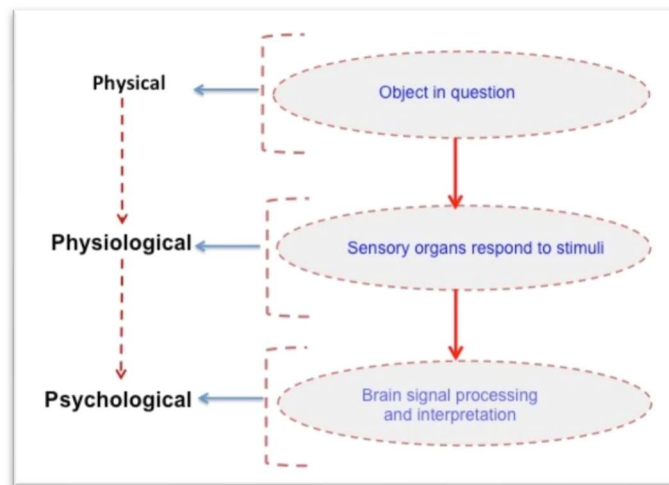 Physical
Object in question
Physiological
Sensory organs respond to stimuli
Psychological
Brain signal processing
and interpretation